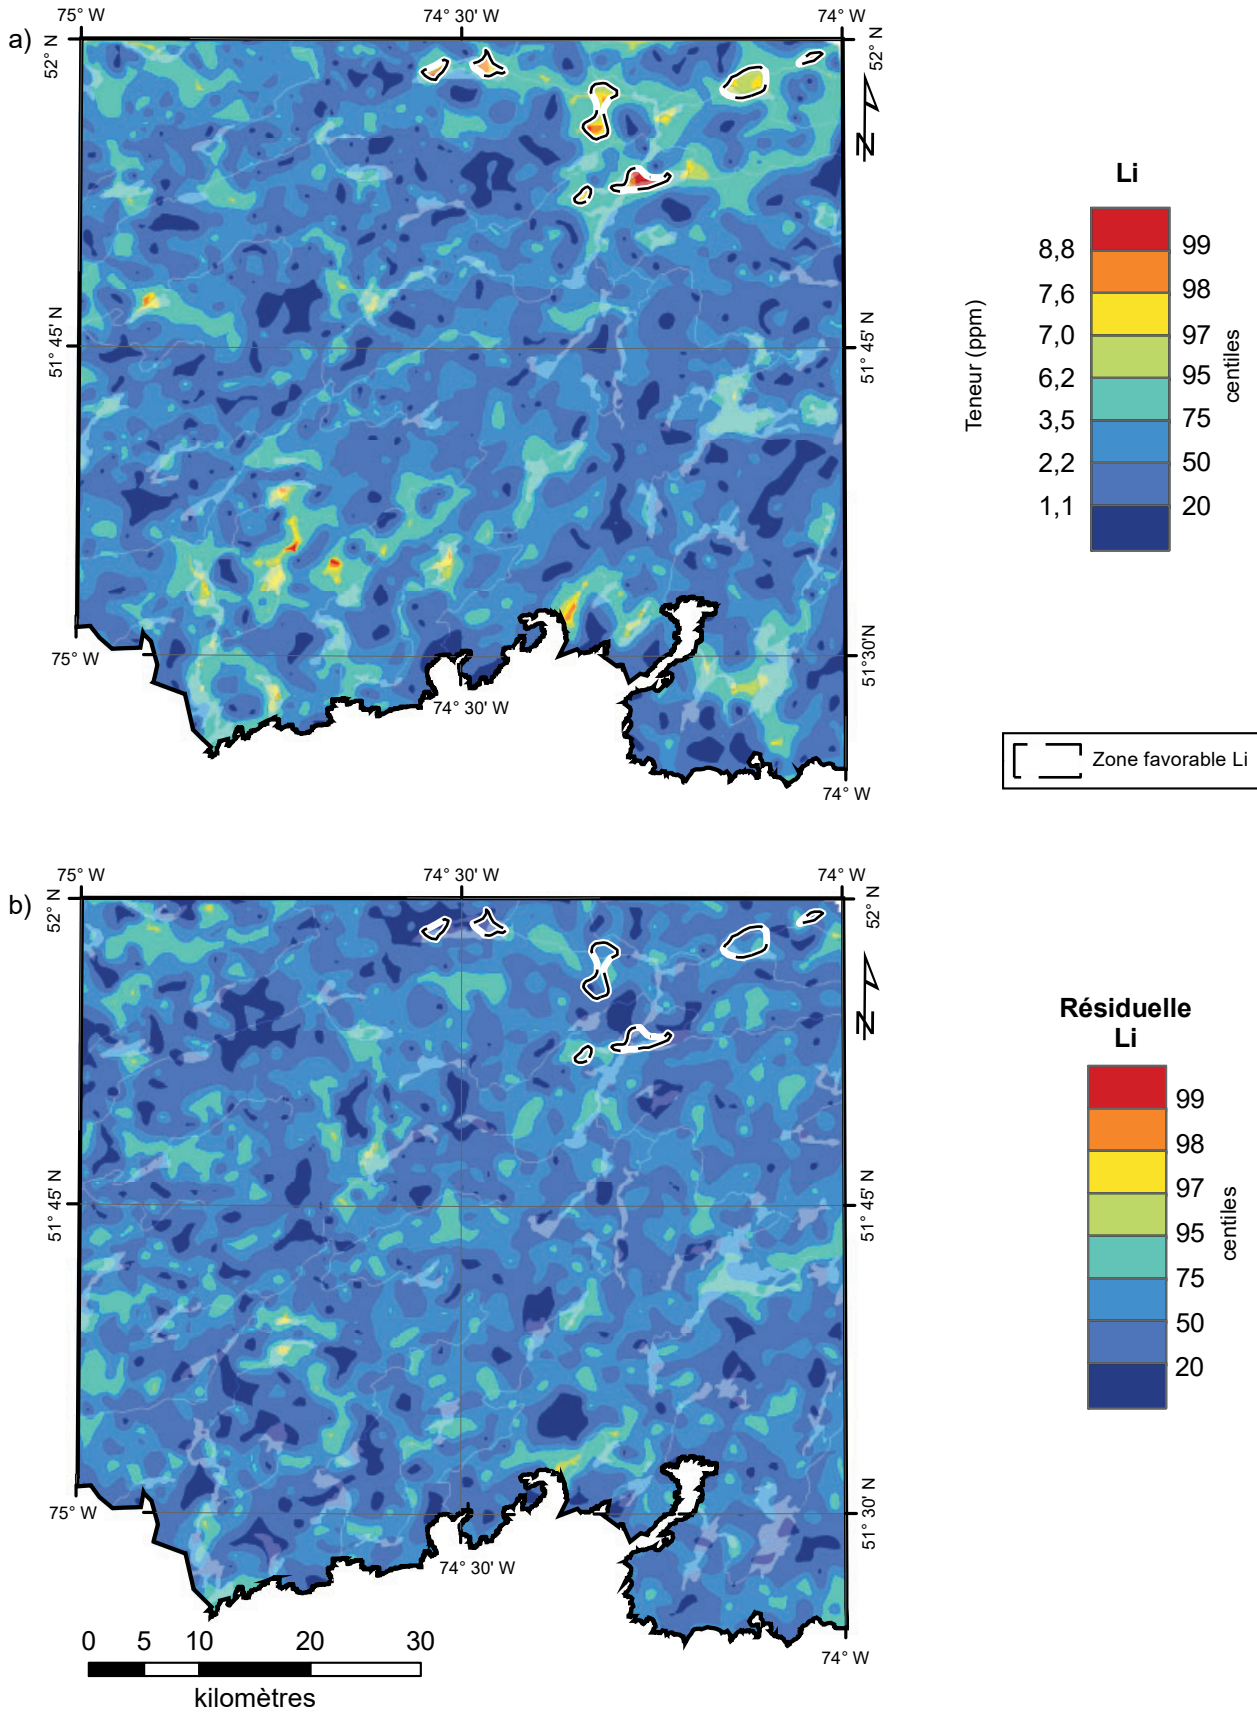 a)
75° W
74° 30' W
74° W
52° N
52° N
N
51° 45' N
51° 45' N
75° W
51° 30'N
74° 30' W
74° W
Li
Teneur (ppm)
8,8
7,6
7,0
6,2
3,5
2,2
1,1
99
98
97
95
75
50
20
centiles
Zone favorable Li
b)
75° W
74° 30' W
74° W
52° N
52° N
N
51° 45' N
51° 45' N
75° W
51° 30' N
74° 30' W
74° W
Résiduelle
Li
99
98
97
95
75
50
20
centiles
0 5 10 20 30
kilomètres